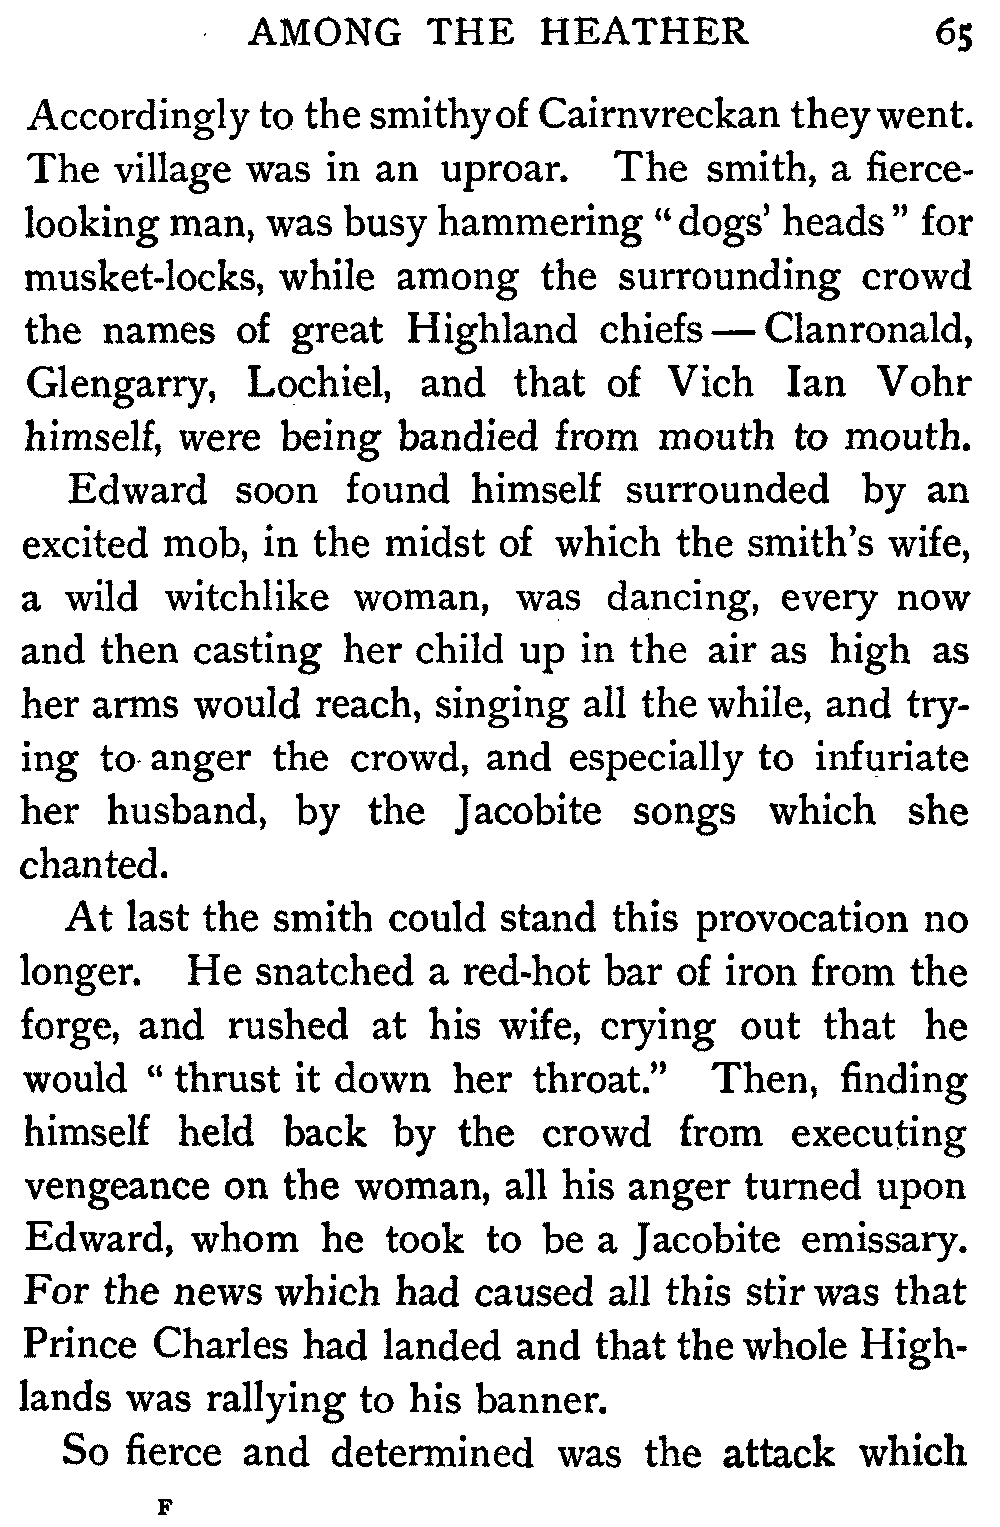 AMONG THE HEATHER 65
Accordingly to the smithy of Cairnvreckan they went.
The village was in an uproar. The smith, a fierce-
looking man, was busy hammering “dogs’ heads” for
musket-locks, while among the surrounding crowd
the names of great Highland chiefs—Clanronald,
Glengarry, Lochiel, and that of Vich Ian Vohr
himself, were being bandied from mouth to mouth.
Edward soon found himself surrounded by an
excited mob, in the midst of which the smith’s wife,
a wild witchlike woman, was dancing, every now
and then casting her child up in the air as high as
her arms would reach, singing all the while, and try-
ing to anger the crowd, and especially to infuriate
her husband, by the Jacobite songs which she
chanted.
At last the smith could stand this provocation no
longer. He snatched a red-hot bar of iron from the
forge, and rushed at his wife, crying out that he
would “thrust it down her throat.” Then, finding
himself held back by the crowd from executing
vengeance on the woman, all his anger turned upon
Edward, whom he took to be a Jacobite emissary.
For the news which had caused all this stir was that
Prince Charles had landed and that the whole High-
lands was rallying to his banner.
So fierce and determined was the attack which
F